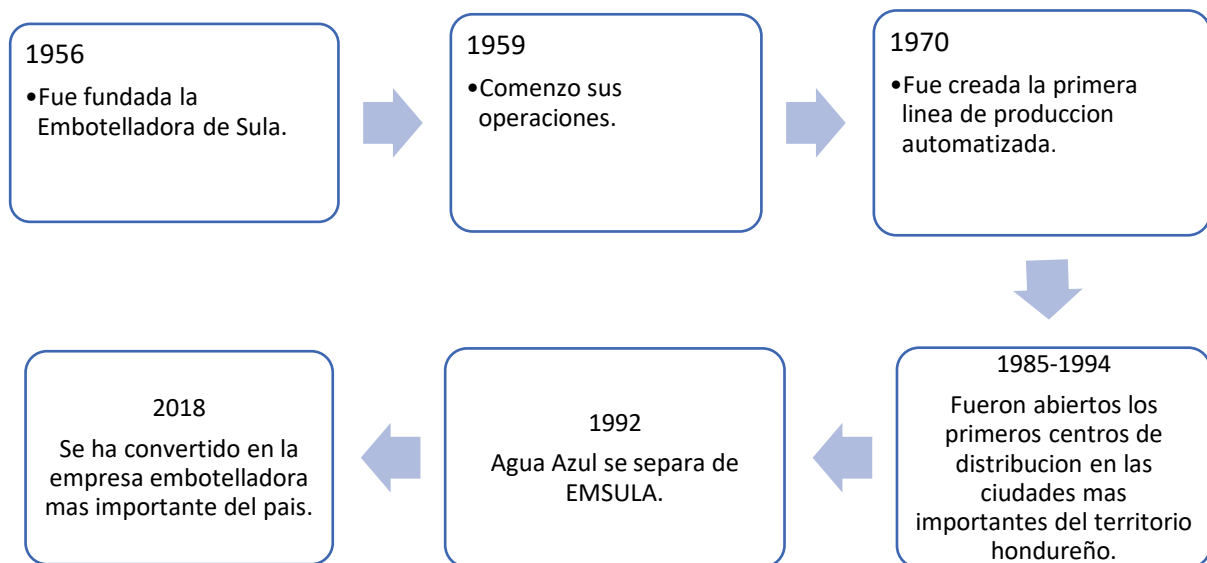 1956
•Fue fundada la
Embotelladora de Sula.
1959
•Comenzo sus
operaciones.
1970
•Fue creada la primera
linea de produccion
automatizada.
1985-1994
Fueron abiertos los
primeros centros de
distribucion en las
ciudades mas
importantes del territorio
hondureño.
1992
Agua Azul se separa de
EMSULA.
2018
Se ha convertido en la
empresa embotelladora
mas importante del pais.